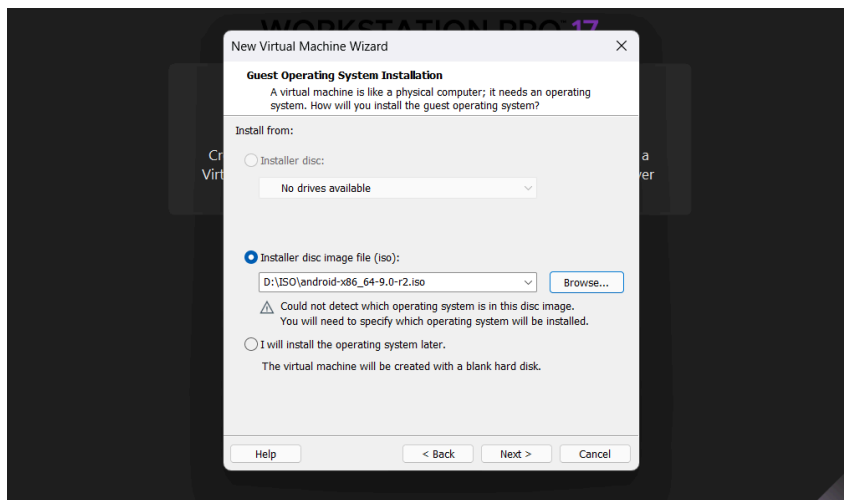 WORKSTATION PRO 17
New Virtual Machine Wizard
Guest Operating System Installation
A virtual machine is like a physical computer; it needs an operating
system. How will you install the guest operating system?
Install from:
Installer disc:
No drives available
Installer disc image file (iso):
D:\ISO\android-x86_64-9.0-r2.iso
Browse...
Could not detect which operating system is in this disc image.
You will need to specify which operating system will be installed.
I will install the operating system later.
The virtual machine will be created with a blank hard disk.
Help
< Back
Next >
Cancel